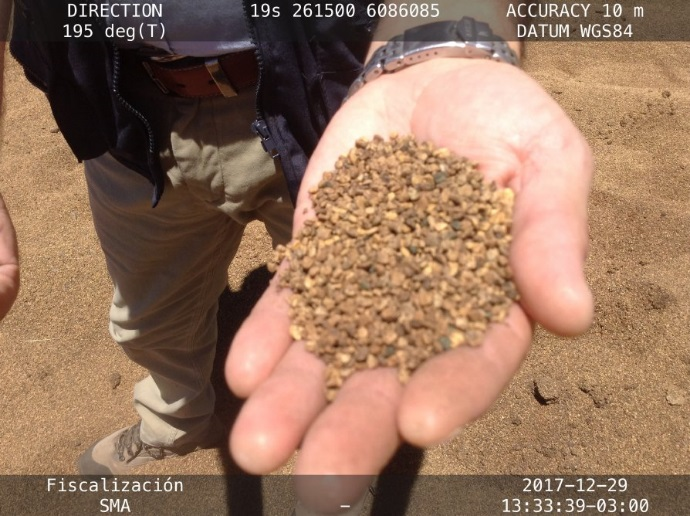 DIRECTION
195 deg(T)
19s 261500 6086085
ACCURACY 10 m
DATUM WGS84
Fiscalización
SMA
-
2017-12-29
13:33:39-03:00